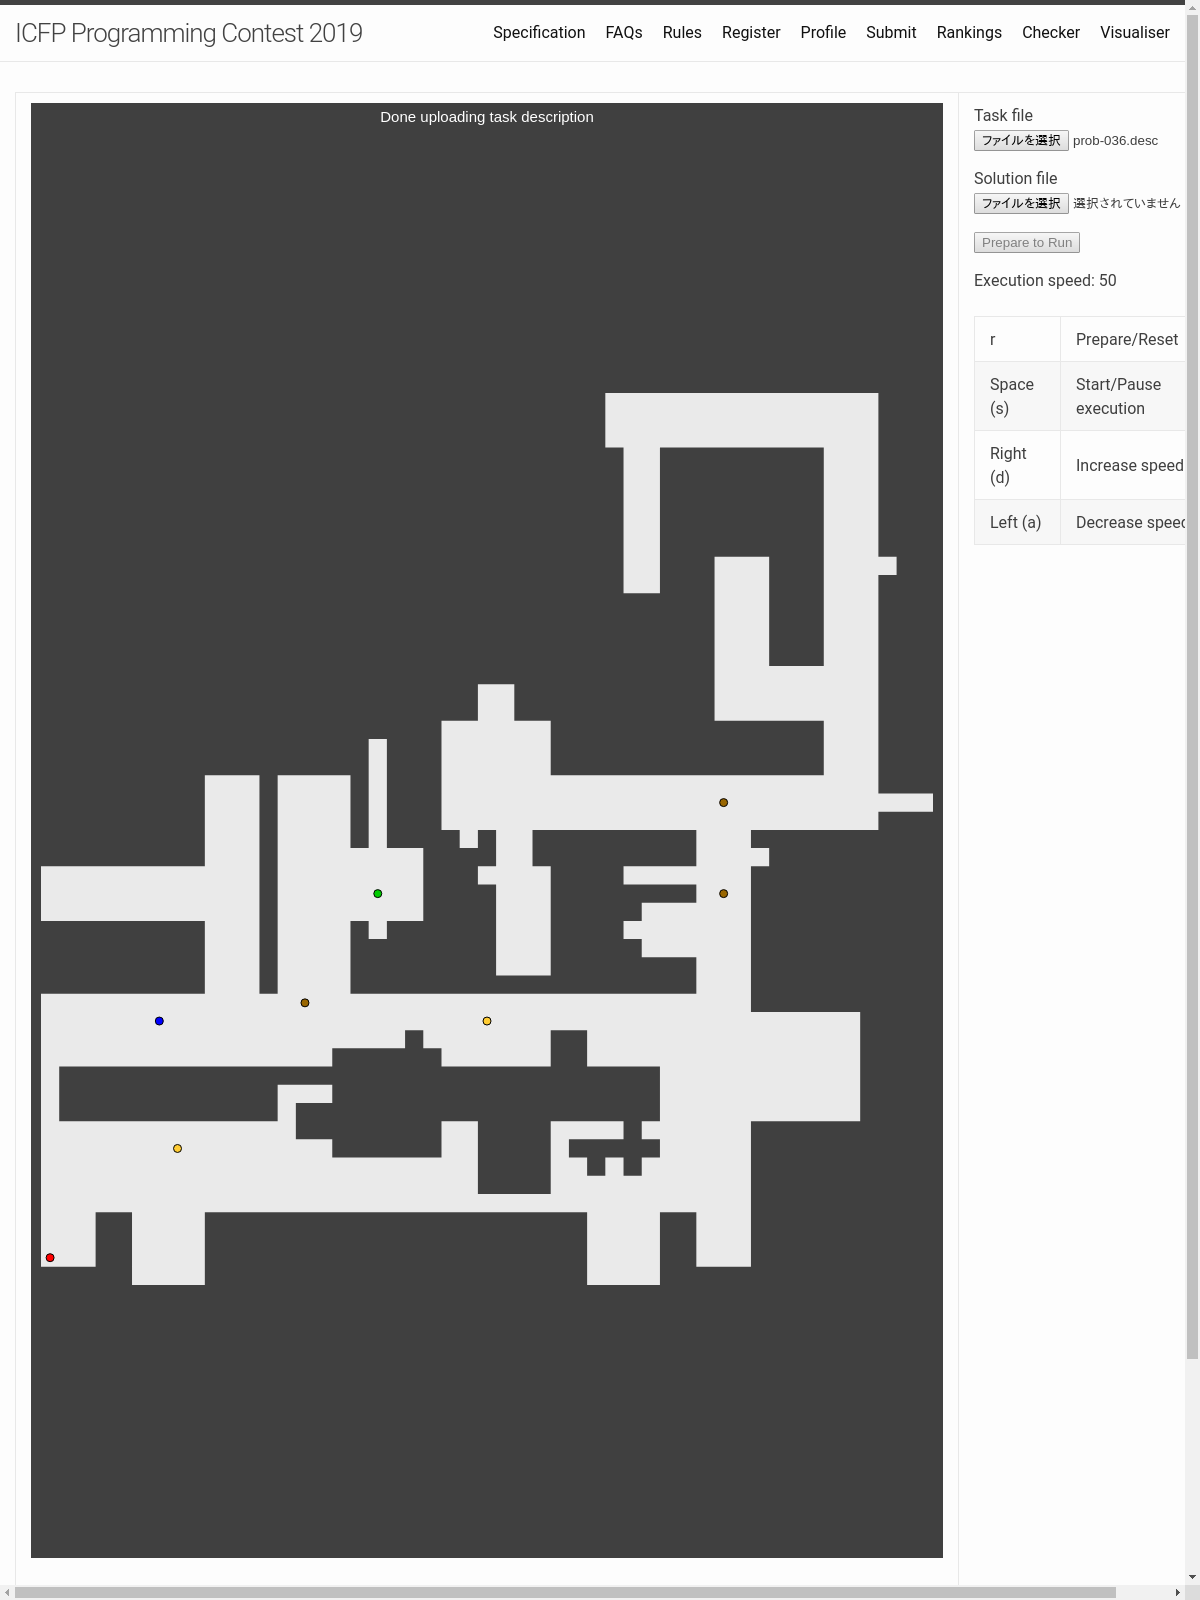 ICFP Programming Contest 2019
Specification FAQs Rules Register Profile Submit Rankings Checker Visualiser
Done uploading task description
Task file
ファイルを選択 prob-036.desc
Solution file
ファイルを選択 選択されていません
Prepare to Run
Execution speed: 50
r Prepare/Reset
Space (s) Start/Pause execution
Right (d) Increase speed
Left (a) Decrease speed